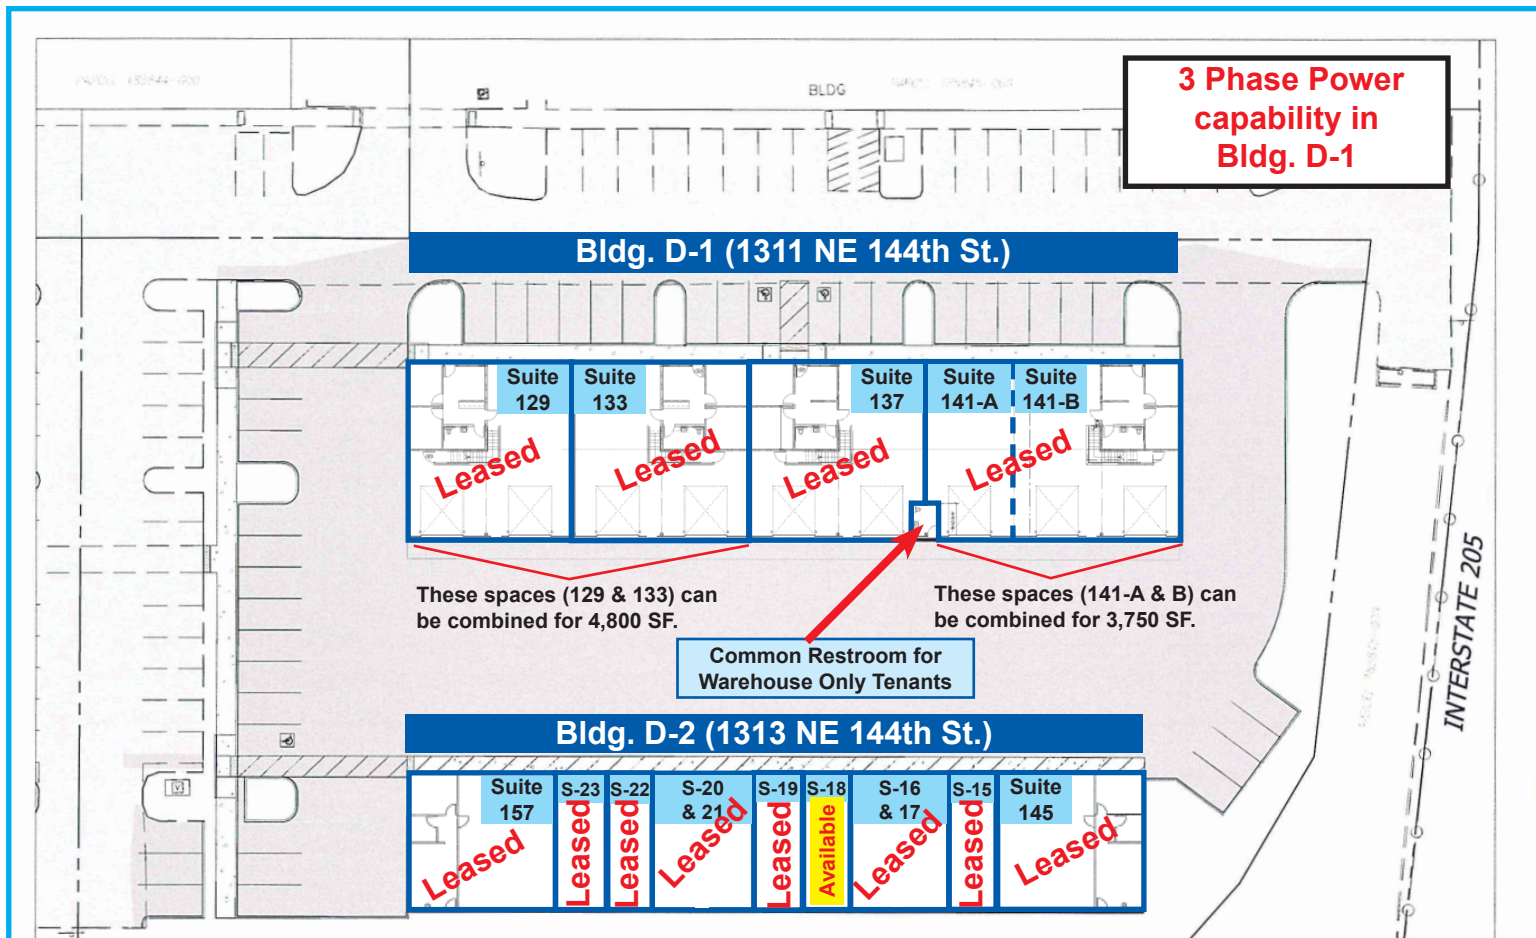 BLDG
3 Phase Power
capability in
Bldg. D-1
Bldg. D-1 (1311 NE 144th St.)
Suite
129
Leased
Suite
133
Leased
Suite
137
Leased
Suite
141-A
Suite
141-B
Leased
These spaces (129 & 133) can
be combined for 4,800 SF.
These spaces (141-A & B) can
be combined for 3,750 SF.
Common Restroom for
Warehouse Only Tenants
INTERSTATE 205
Bldg. D-2 (1313 NE 144th St.)
Suite
157
Leased
S-23
Leased
S-22
Leased
S-20
& 21
Leased
S-19
Leased
S-18
Available
S-16
& 17
Leased
S-15
Leased
Suite
145
Leased
V